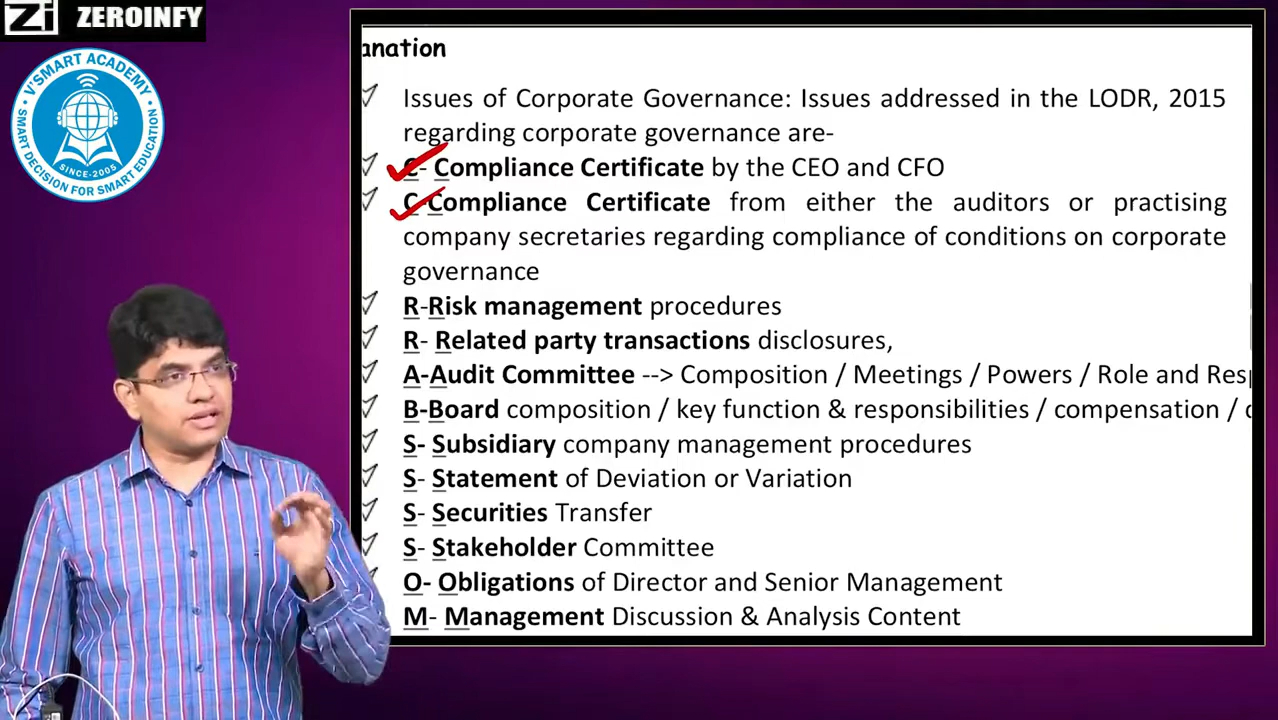 Zi ZEROINFY
V'SMART ACADEMY
SINCE-2005
SMART DECISION FOR SMART EDUCATION
anation
Issues of Corporate Governance: Issues addressed in the LODR, 2015
regarding corporate governance are-
C- Compliance Certificate by the CEO and CFO
C-Compliance Certificate from either the auditors or practising
company secretaries regarding compliance of conditions on corporate
governance
R-Risk management procedures
R- Related party transactions disclosures,
A-Audit Committee --> Composition / Meetings / Powers / Role and Resp
B-Board composition / key function & responsibilities / compensation /
S- Subsidiary company management procedures
S- Statement of Deviation or Variation
S- Securities Transfer
S- Stakeholder Committee
O- Obligations of Director and Senior Management
M- Management Discussion & Analysis Content